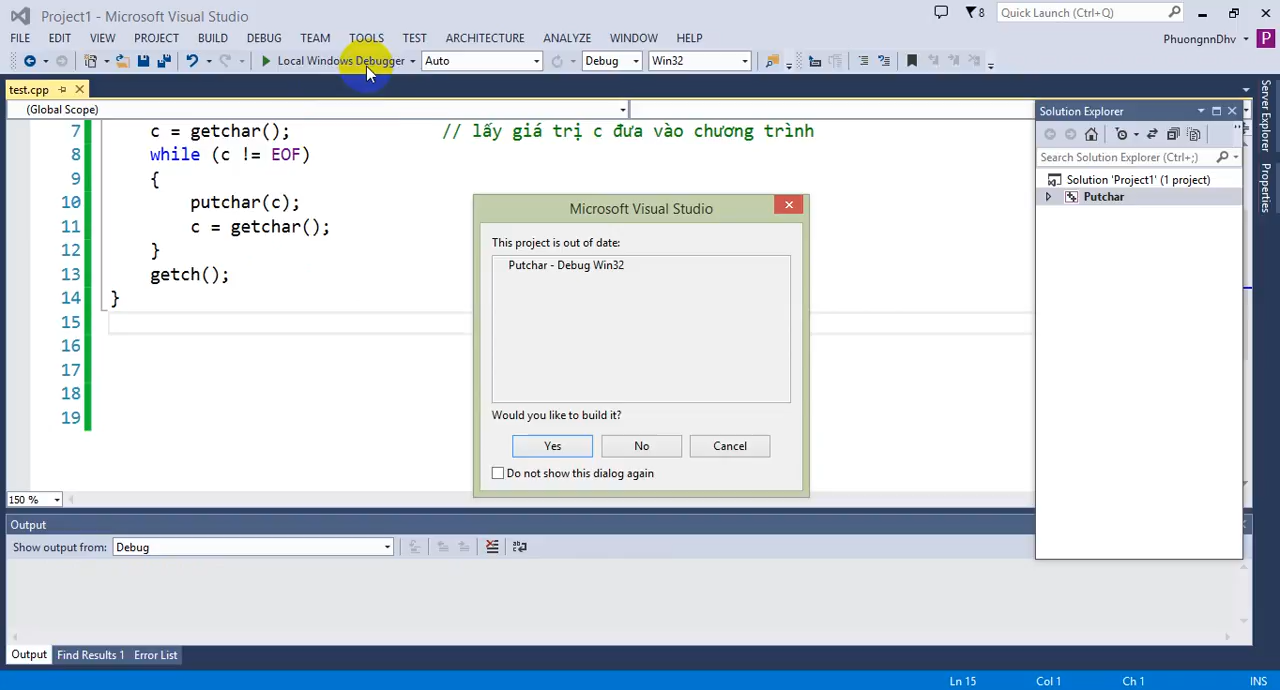 Project1 - Microsoft Visual Studio
8
Quick Launch (Ctrl+Q)
FILE EDIT VIEW PROJECT BUILD DEBUG TEAM TOOLS TEST ARCHITECTURE ANALYZE WINDOW HELP
PhuongnnDhv P
Local Windows Debugger Auto Debug Win32
test.cpp
(Global Scope)
7 c = getchar(); // lấy giá trị c đưa vào chương trình
8 while (c != EOF)
9 {
10 putchar(c);
11 c = getchar();
12 }
13 getch();
14 }
15
16
17
18
19
150 %
Microsoft Visual Studio
This project is out of date:
Putchar - Debug Win32
Would you like to build it?
Yes No Cancel
Do not show this dialog again
Solution Explorer
Search Solution Explorer (Ctrl+;)
Solution 'Project1' (1 project)
Putchar
Server Explorer
Properties
Output
Show output from: Debug
Output Find Results 1 Error List
Ln 15 Col 1 Ch 1 INS